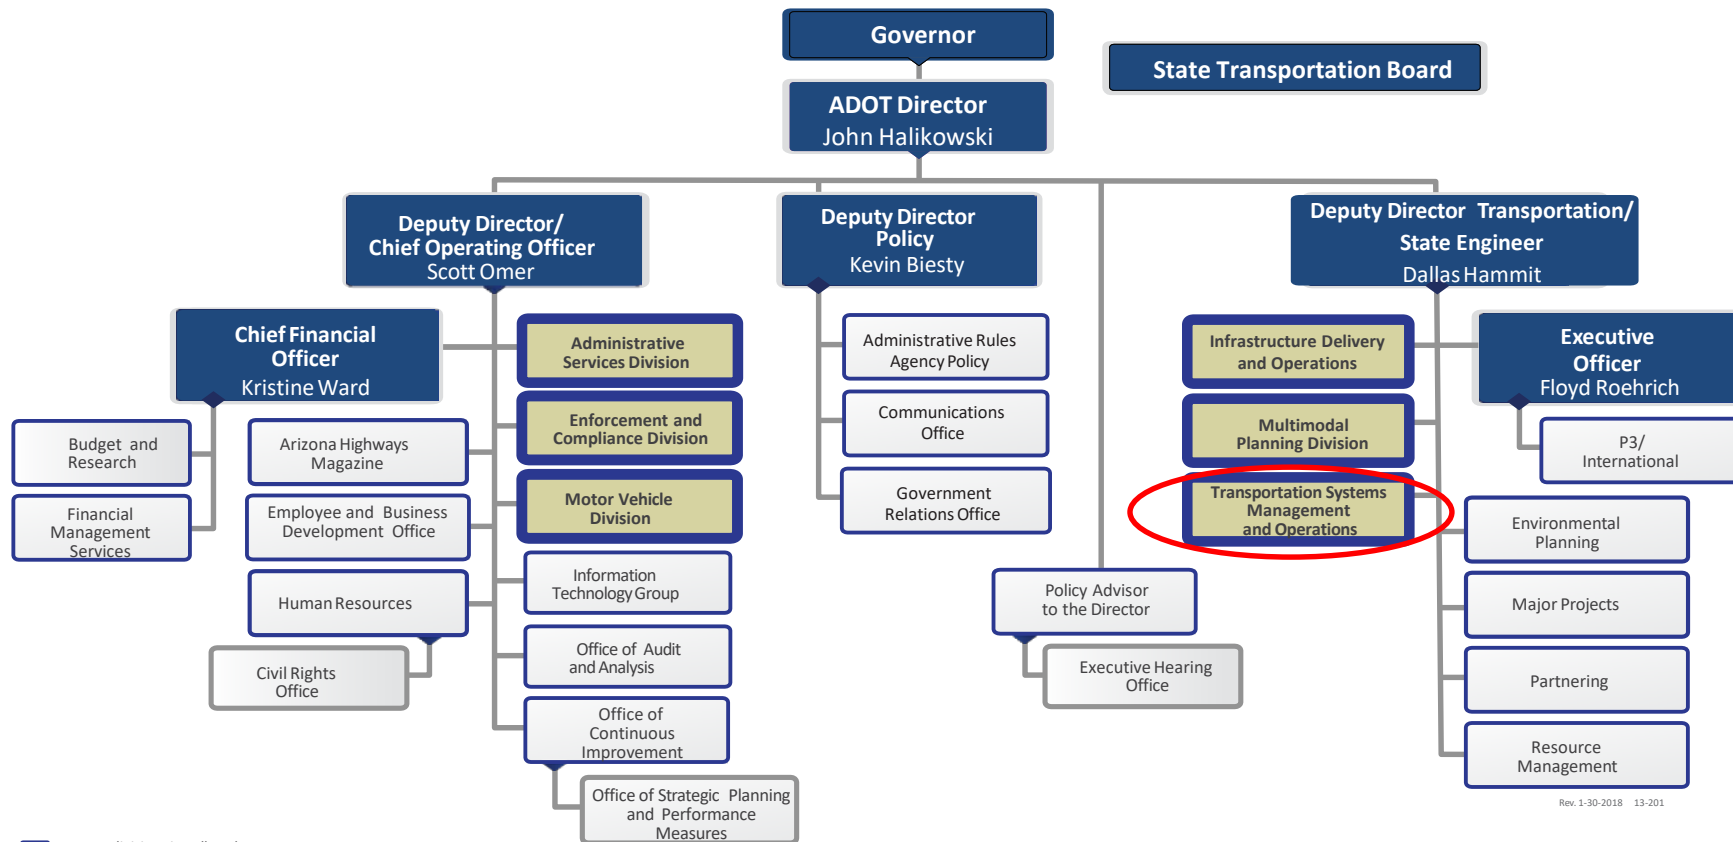 Governor
State Transportation Board
ADOT Director
John Halikowski
Deputy Director/
Chief Operating Officer
Scott Omer
Deputy Director
Policy
Kevin Biesty
Deputy Director Transportation/
State Engineer
Dallas Hammit
Chief Financial
Officer
Kristine Ward
Administrative
Services Division
Administrative Rules
Agency Policy
Infrastructure Delivery
and Operations
Executive
Officer
Floyd Roehrich
Budget and
Research
Arizona Highways
Magazine
Enforcement and
Compliance Division
Communications
Office
Multimodal
Planning Division
P3/
International
Financial
Management
Services
Employee and Business
Development Office
Motor Vehicle
Division
Government
Relations Office
Transportation Systems
Management
and Operations
Environmental
Planning
Human Resources
Information
Technology Group
Policy Advisor
to the Director
Major Projects
Civil Rights
Office
Office of Audit
and Analysis
Executive Hearing
Office
Partnering
Office of
Continuous
Improvement
Resource
Management
Office of Strategic Planning
and Performance
Measures
Rev. 1-30-2018 13-201